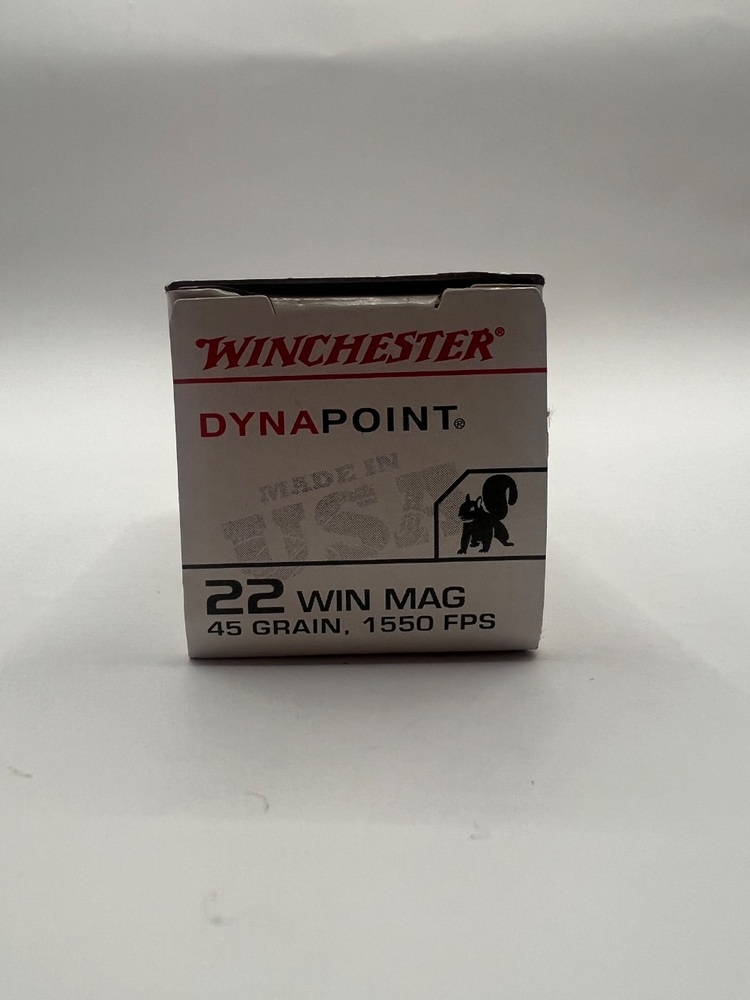 WINCHESTER®
DYNAPOINT®
MADE IN
USA
22 WIN MAG
45 GRAIN, 1550 FPS